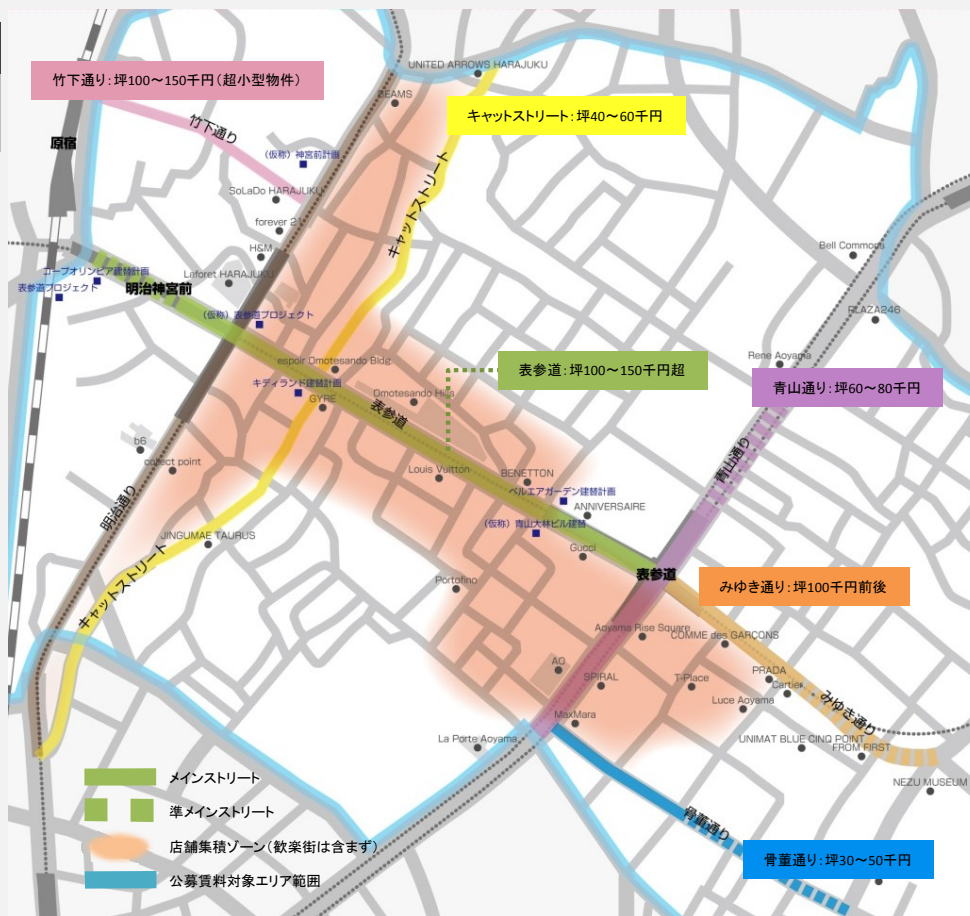 UNITED ARROWS HARAJUKU
竹下通り：坪100～150千円（超小型物件）
BEAMS
キャットストリート：坪40～60千円
竹下通り
原宿
(仮称) 神宮前計画
SoLaDo HARAJUKU
forever 21
キャットストリート
H&M
Bell Commons
コープオリンピア建替計画
Laforet HARAJUKU
表参道プロジェクト
明治神宮前
(仮称) 表参道プロジェクト
PLAZA246
espoir Omotesando Bldg
Rene Aoyama
表参道：坪100～150千円超
キディランド建替計画
Omotesando Hills
青山通り：坪60～80千円
GYRE
表参道
b6
collect point
Louis Vuitton
BENETTON
青山通り
ベルエアガーデン建替計画
ANNIVERSAIRE
明治通り
(仮称) 青山大林ビル建替
JINGUMAE TAURUS
Gucci
表参道
Portofino
みゆき通り：坪100千円前後
キャットストリート
Aoyama Rise Square
COMME des GARÇONS
AO
SPIRAL
T-Place
PRADA
Cartier
Luce Aoyama
みゆき通り
MaxMara
La Porte Aoyama
UNIMAT BLUE CINQ POINT
FROM FIRST
NEZU MUSEUM
メインストリート
準メインストリート
骨董通り
店舗集積ゾーン（歓楽街は含まず）
骨董通り：坪30～50千円
公募賃料対象エリア範囲